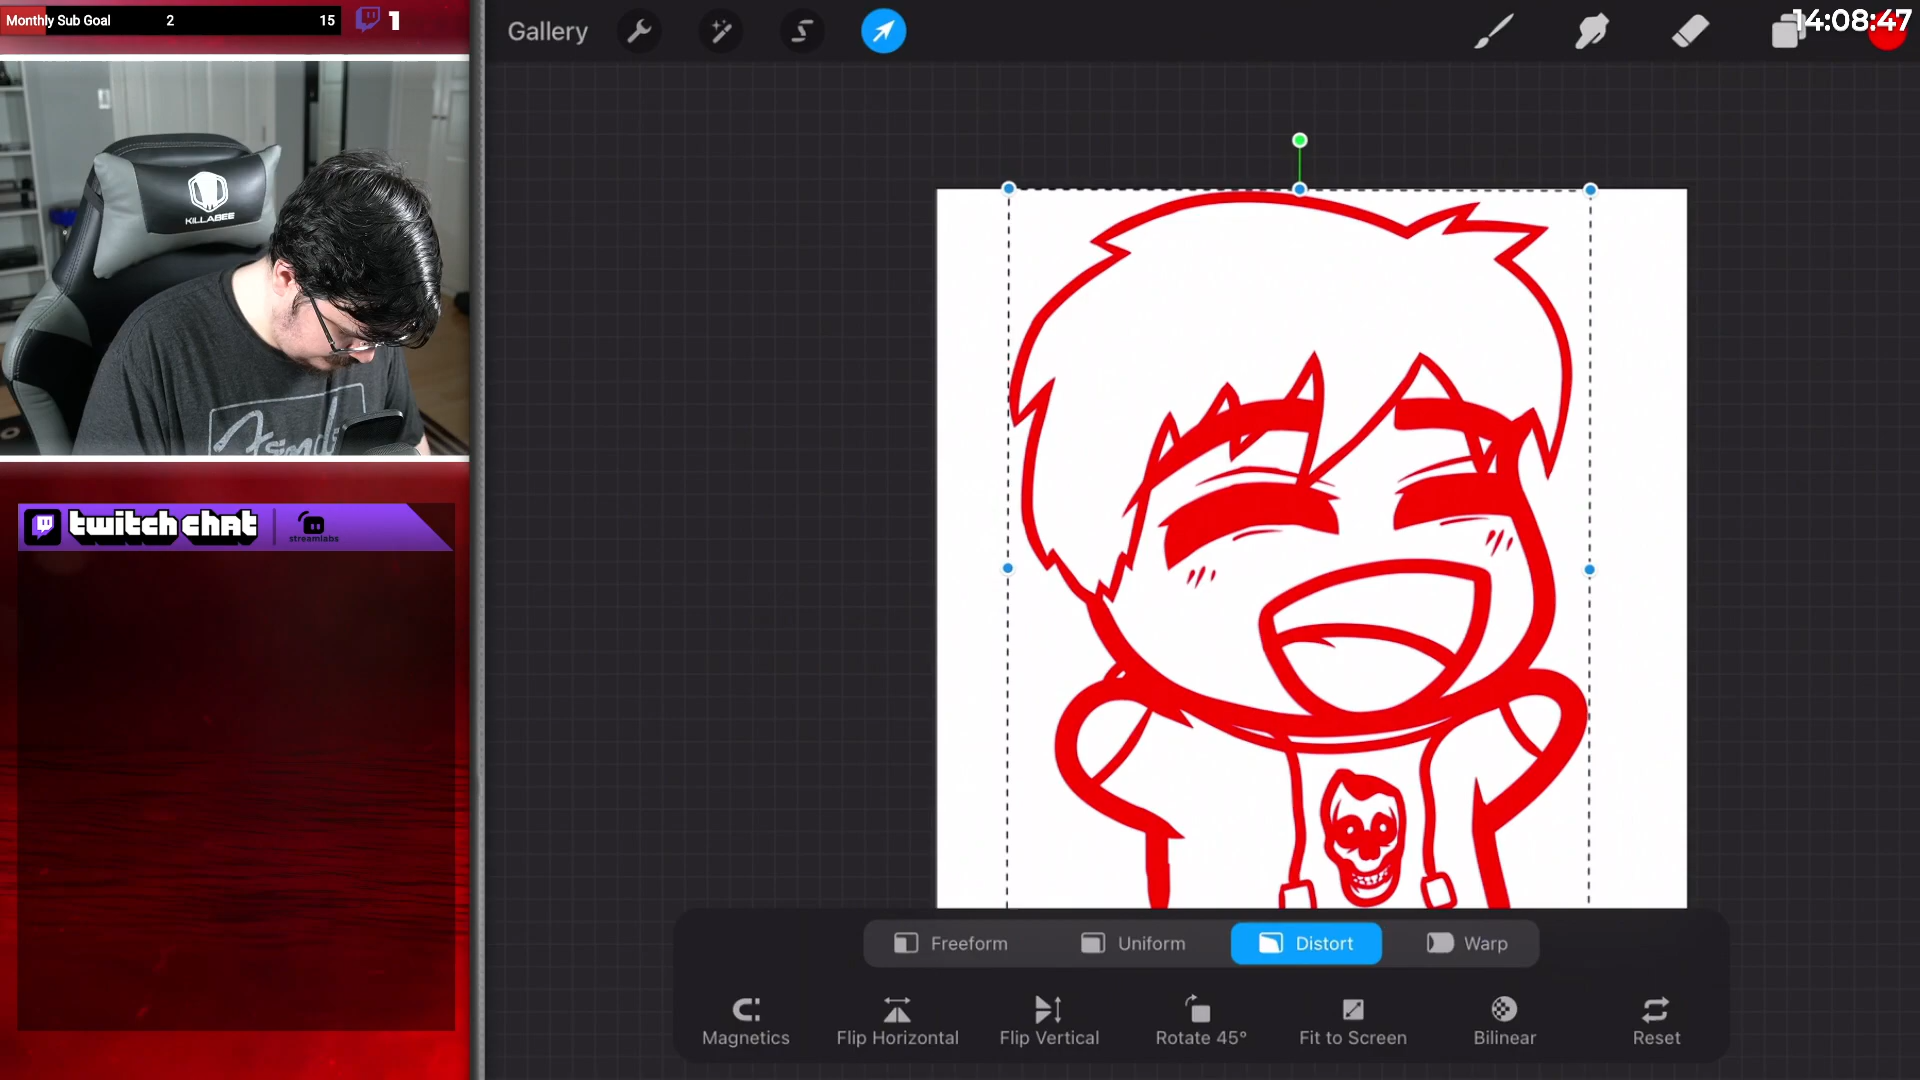 Monthly Sub Goal 2 15 1
Gallery
14:08:47
KILLABEE
twitch chat streamlabs
Freeform Uniform Distort Warp
Magnetics Flip Horizontal Flip Vertical Rotate 45° Fit to Screen Bilinear Reset